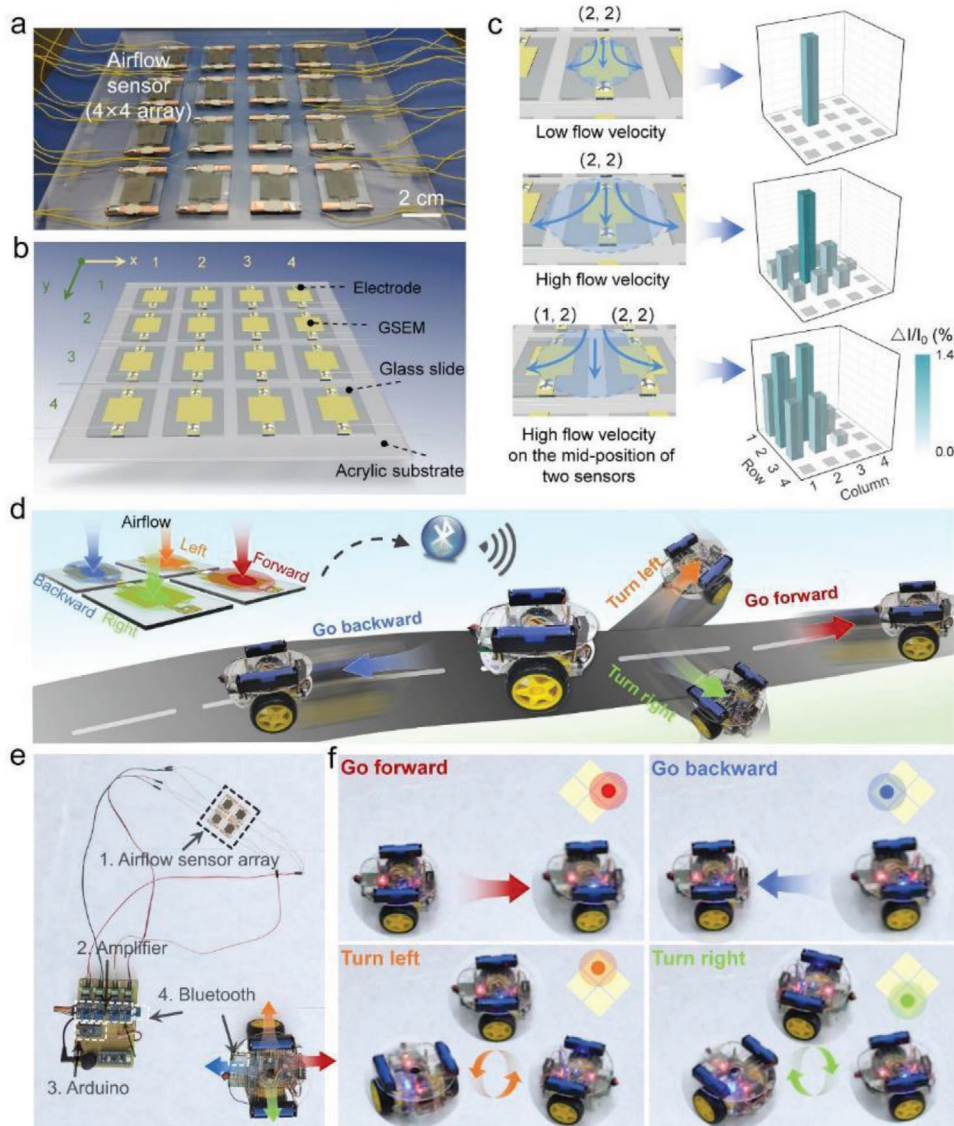 a
Airflow
sensor
(4×4 array)
2 cm
b
x
y
1
2
3
4
1
2
3
4
Electrode
GSEM
Glass slide
Acrylic substrate
c
(2, 2)
Low flow velocity
(2, 2)
High flow velocity
(1, 2) (2, 2)
High flow velocity
on the mid-position of
two sensors
ΔI/I₀ (%
1.4
0.0
1
2
3
4
Row
1
2
3
4
Column
d
Airflow
Left
Forward
Backward
Right
Go backward
Turn left
Go forward
Turn right
e
1. Airflow sensor array
2. Amplifier
4. Bluetooth
3. Arduino
f
Go forward
Go backward
Turn left
Turn right